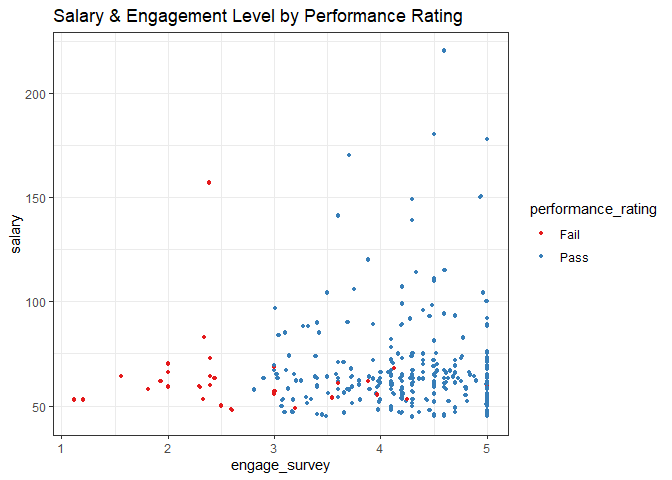 Salary & Engagement Level by Performance Rating
200
150
100
50
salary
1 2 3 4 5
engage_survey
performance_rating
Fail
Pass